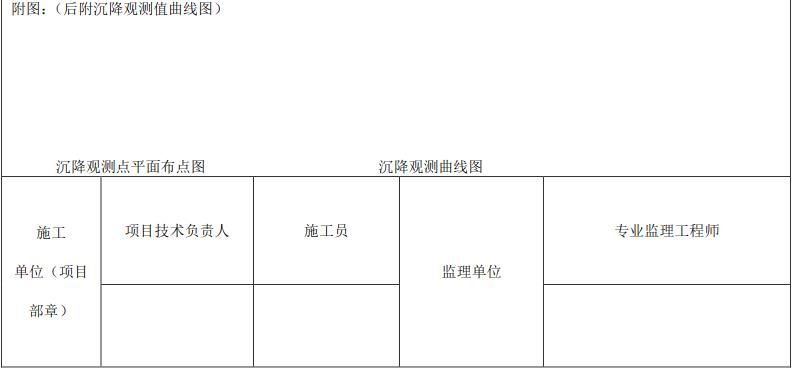 附图:（后附沉降观测值曲线图）
沉降观测点平面布点图 沉降观测曲线图
施工
单位（项目
部章）
项目技术负责人
施工员
监理单位
专业监理工程师